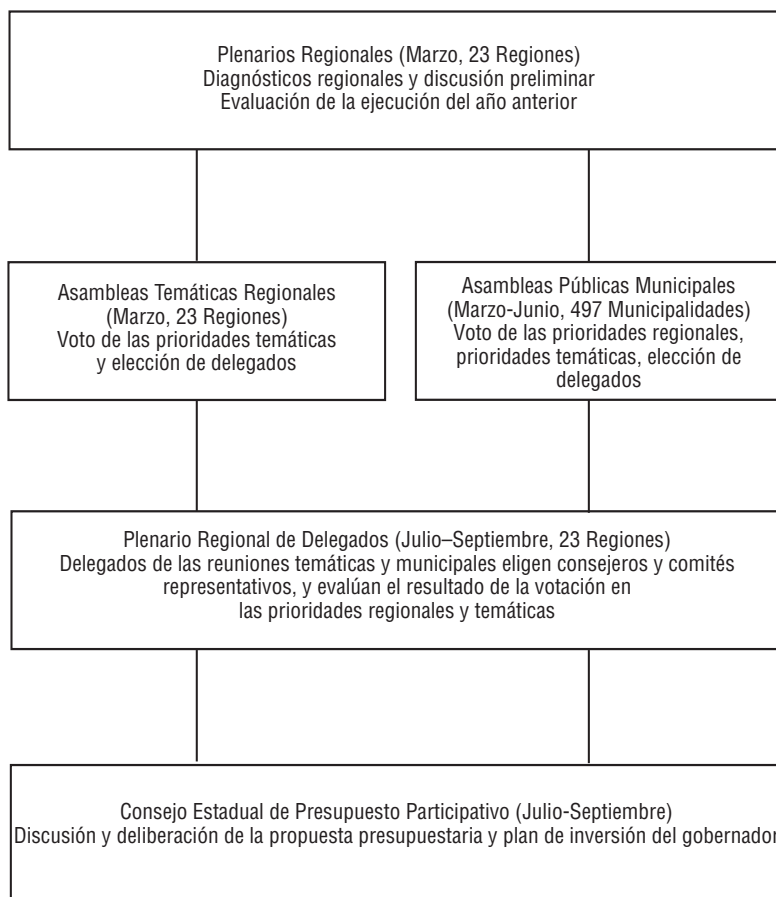 Plenarios Regionales (Marzo, 23 Regiones)
Diagnósticos regionales y discusión preliminar
Evaluación de la ejecución del año anterior
Asambleas Temáticas Regionales
(Marzo, 23 Regiones)
Voto de las prioridades temáticas
y elección de delegados
Asambleas Públicas Municipales
(Marzo-Junio, 497 Municipalidades)
Voto de las prioridades regionales,
prioridades temáticas, elección de
delegados
Plenario Regional de Delegados (Julio–Septiembre, 23 Regiones)
Delegados de las reuniones temáticas y municipales eligen consejeros y comités
representativos, y evalúan el resultado de la votación en
las prioridades regionales y temáticas
Consejo Estadual de Presupuesto Participativo (Julio-Septiembre)
Discusión y deliberación de la propuesta presupuestaria y plan de inversión del gobernador